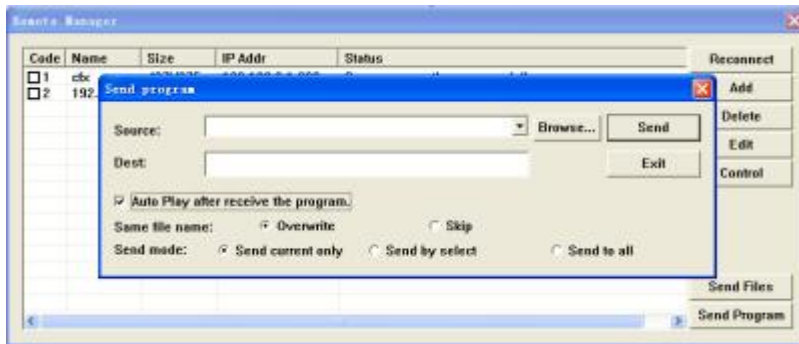 Remote Manager
Code Name Size IP Addr Status
Reconnect
1
2 192.
Add
Send program
Delete
Source:
Browse...
Send
Edit
Dest:
Exit
Control
Auto Play after receive the program.
Same file name: Overwrite Skip
Send mode: Send current only Send by select Send to all
Send Files
Send Program